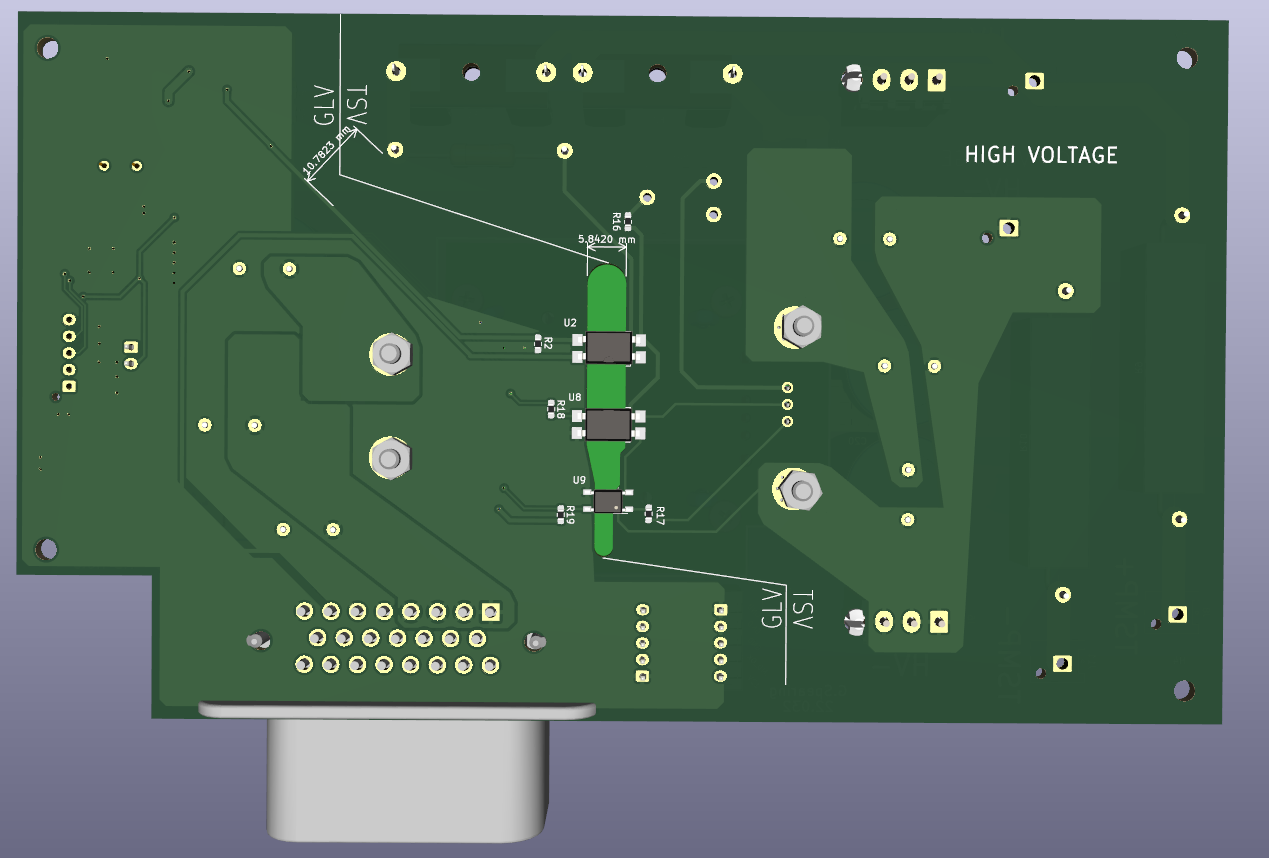 GLV
TSV
10.7823 mm
HIGH VOLTAGE
R16
5.8420 mm
U2
R2
U8
R18
U9
R19
R17
GLV
TSV